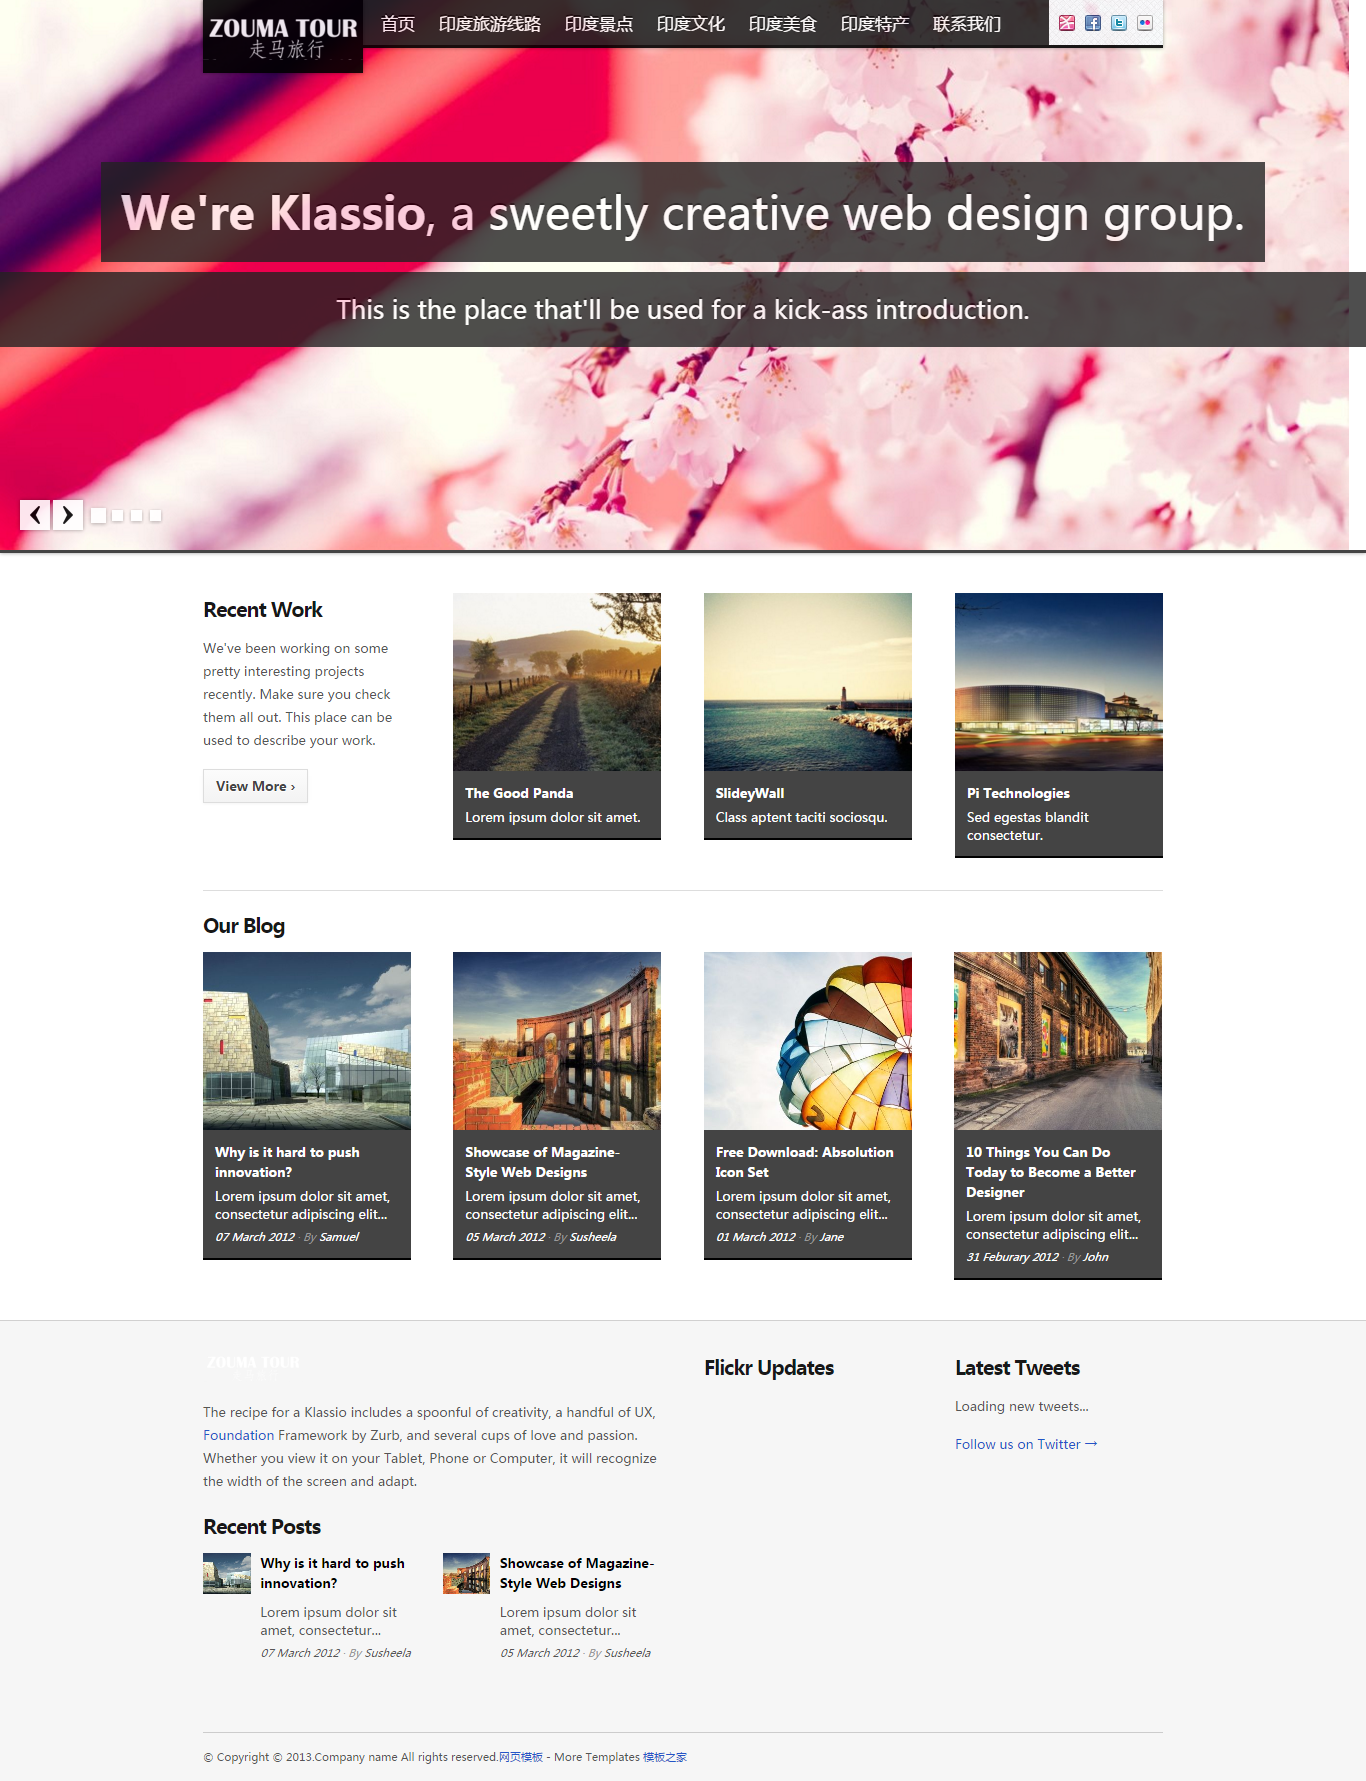 ZOUMA TOUR
走马旅行
首页 印度旅游线路 印度景点 印度文化 印度美食 印度特产 联系我们
We're Klassio, a sweetly creative web design group.
This is the place that'll be used for a kick-ass introduction.
Recent Work
We've been working on some
pretty interesting projects
recently. Make sure you check
them all out. This place can be
used to describe your work.
View More ›
The Good Panda
Lorem ipsum dolor sit amet.
SlideyWall
Class aptent taciti sociosqu.
Pi Technologies
Sed egestas blandit
consectetur.
Our Blog
Why is it hard to push
innovation?
Lorem ipsum dolor sit amet,
consectetur adipiscing elit...
07 March 2012 · By Samuel
Showcase of Magazine-
Style Web Designs
Lorem ipsum dolor sit amet,
consectetur adipiscing elit...
05 March 2012 · By Susheela
Free Download: Absolution
Icon Set
Lorem ipsum dolor sit amet,
consectetur adipiscing elit...
01 March 2012 · By Jane
10 Things You Can Do
Today to Become a Better
Designer
Lorem ipsum dolor sit amet,
consectetur adipiscing elit...
31 Feburary 2012 · By John
ZOUMA TOUR
The recipe for a Klassio includes a spoonful of creativity, a handful of UX,
Foundation Framework by Zurb, and several cups of love and passion.
Whether you view it on your Tablet, Phone or Computer, it will recognize
the width of the screen and adapt.
Recent Posts
Why is it hard to push
innovation?
Lorem ipsum dolor sit
amet, consectetur...
07 March 2012 · By Susheela
Showcase of Magazine-
Style Web Designs
Lorem ipsum dolor sit
amet, consectetur...
05 March 2012 · By Susheela
Flickr Updates
Latest Tweets
Loading new tweets...
Follow us on Twitter →
© Copyright © 2013.Company name All rights reserved.网页模板 - More Templates 模板之家